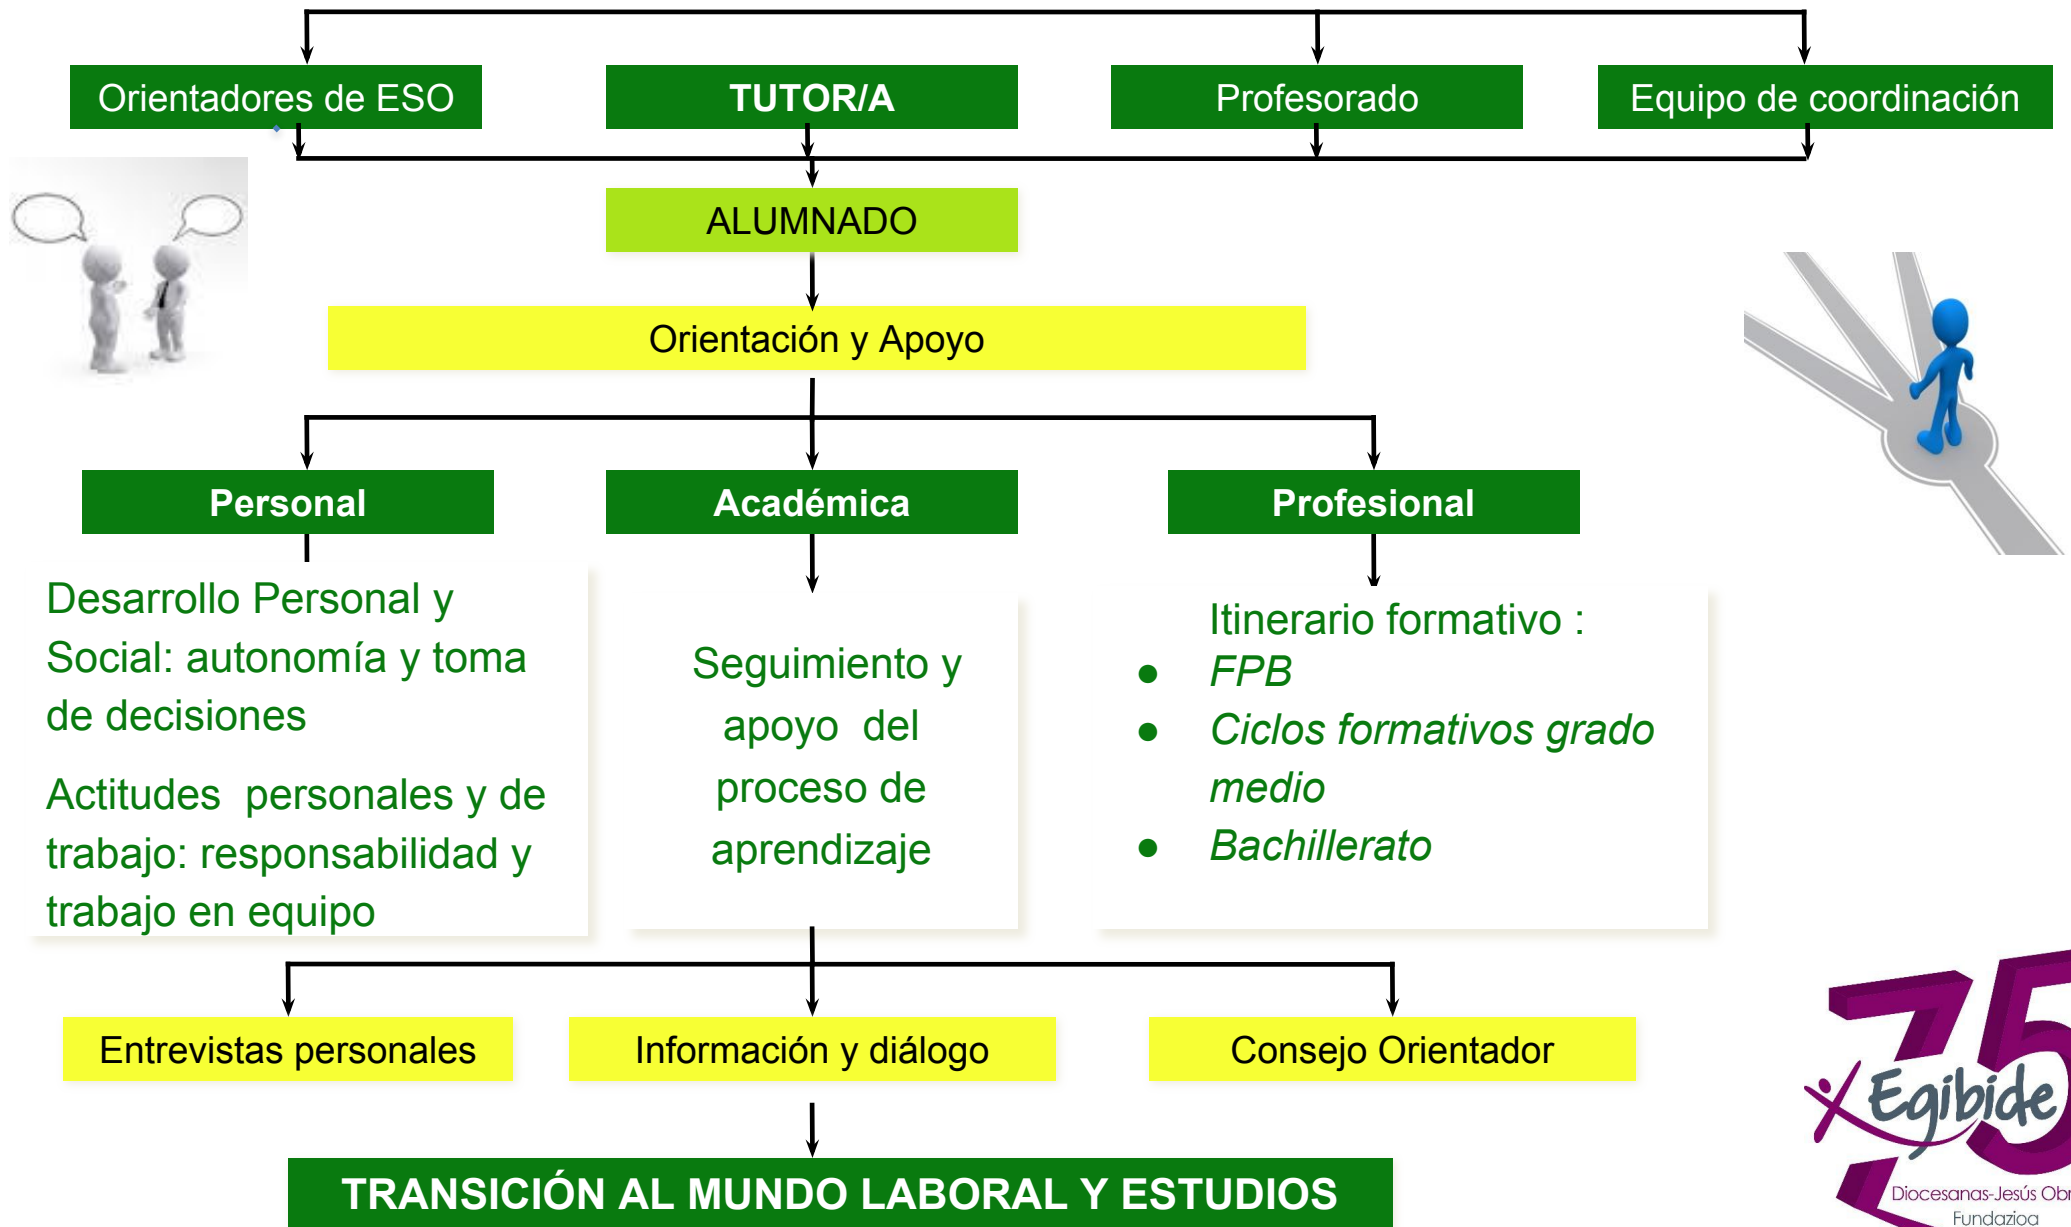 Orientadores de ESO
TUTOR/A
Profesorado
Equipo de coordinación
ALUMNADO
Orientación y Apoyo
Personal
Académica
Profesional
Desarrollo Personal y
Social: autonomía y toma
de decisiones
Actitudes personales y de
trabajo: responsabilidad y
trabajo en equipo
Seguimiento y
apoyo del
proceso de
aprendizaje
Itinerario formativo :
● FPB
● Ciclos formativos grado
medio
● Bachillerato
Entrevistas personales
Información y diálogo
Consejo Orientador
TRANSICIÓN AL MUNDO LABORAL Y ESTUDIOS
75
Egibide
Diocesanas-Jesús Obr
Fundazioa